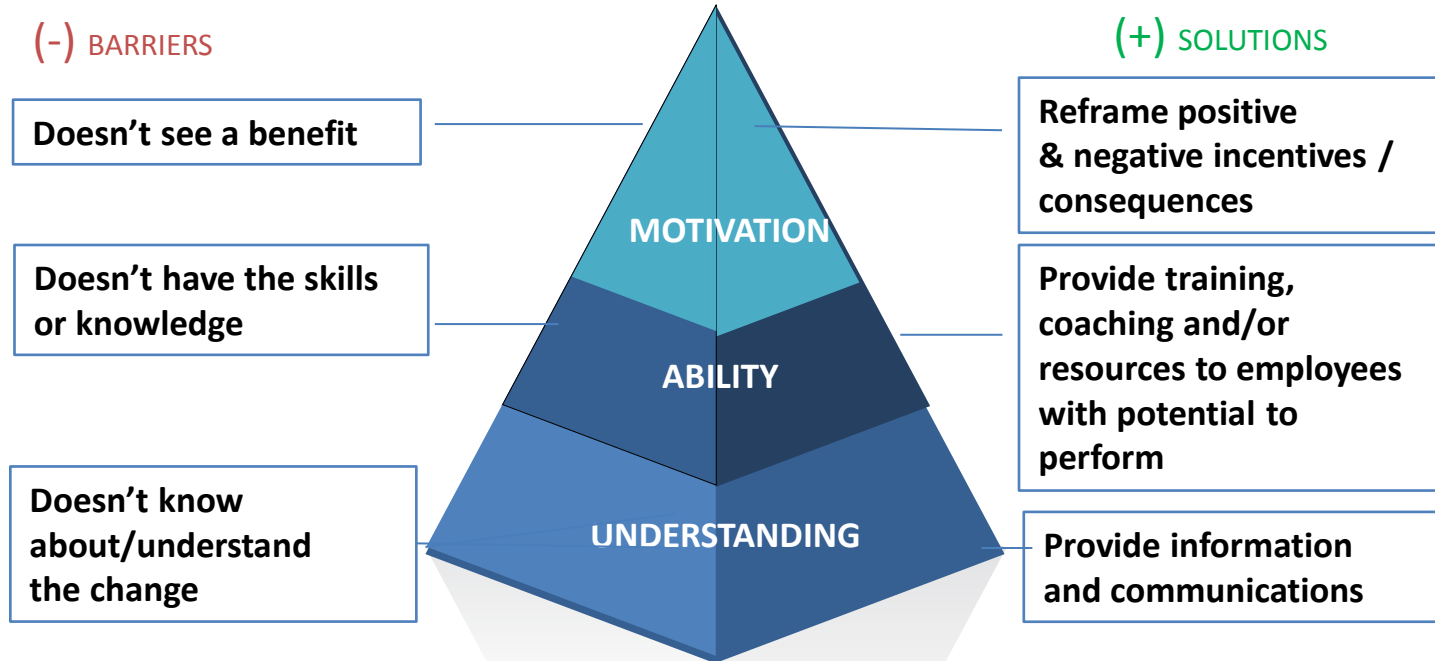 (-) BARRIERS
(+) SOLUTIONS
Doesn't see a benefit
Reframe positive
& negative incentives /
consequences
MOTIVATION
Doesn't have the skills
or knowledge
Provide training,
coaching and/or
resources to employees
with potential to
perform
ABILITY
Doesn't know
about/understand
the change
UNDERSTANDING
Provide information
and communications